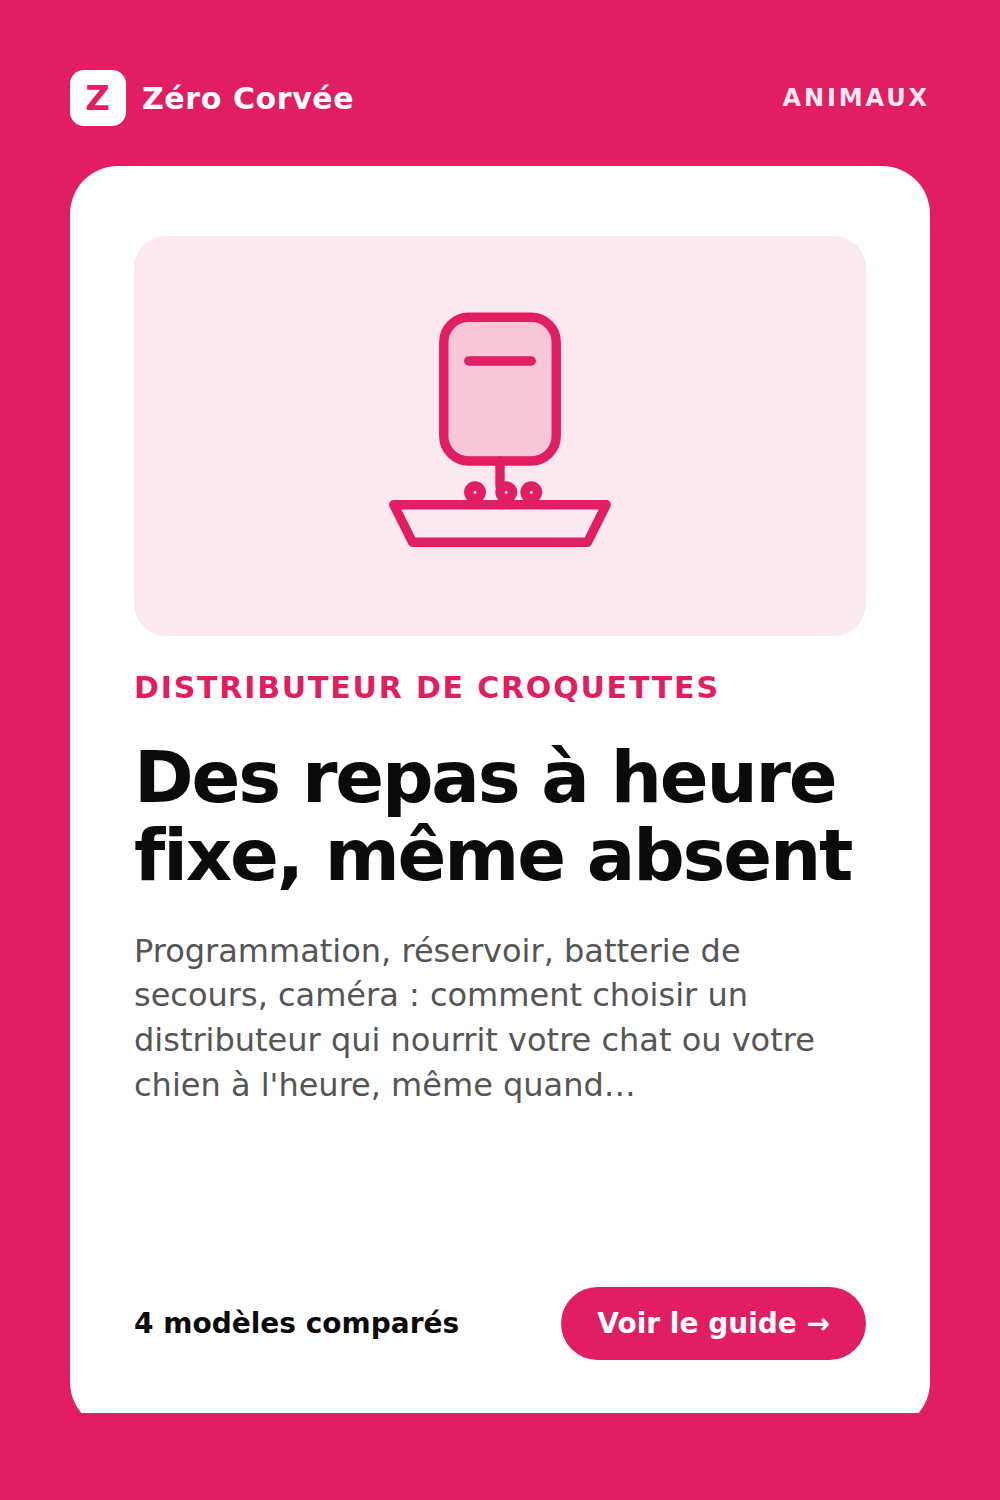 Z Zéro Corvée
ANIMAUX
DISTRIBUTEUR DE CROQUETTES
Des repas à heure
fixe, même absent
Programmation, réservoir, batterie de
secours, caméra : comment choisir un
distributeur qui nourrit votre chat ou votre
chien à l'heure, même quand…
4 modèles comparés
Voir le guide →